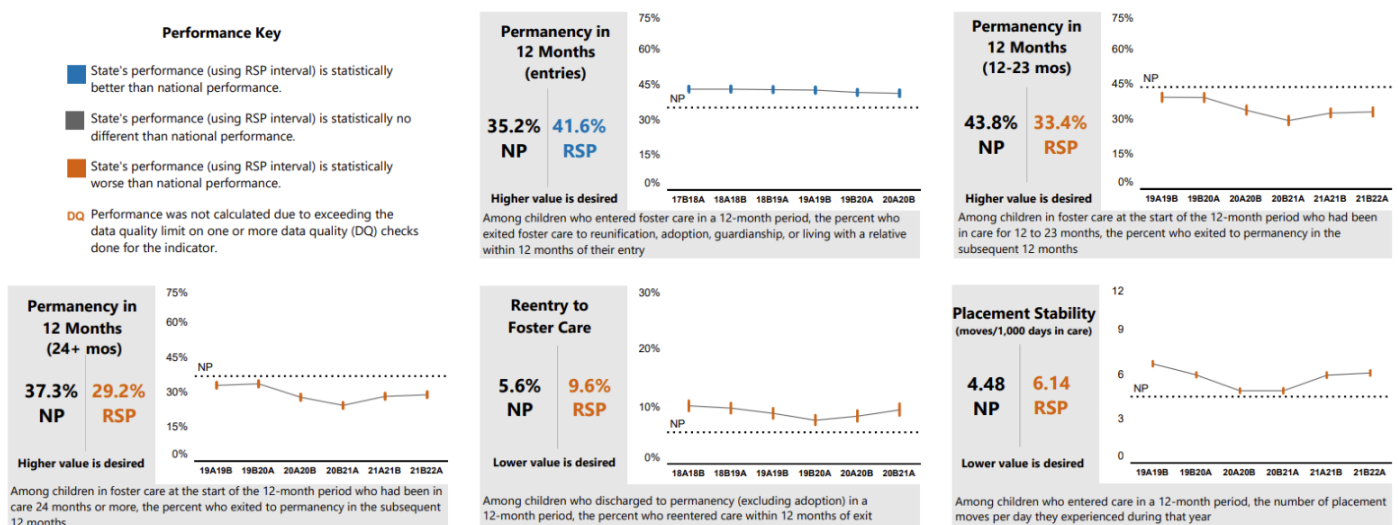 Performance Key
State's performance (using RSP interval) is statistically
better than national performance.
State's performance (using RSP interval) is statistically no
different than national performance.
State's performance (using RSP interval) is statistically
worse than national performance.
DQ Performance was not calculated due to exceeding the
data quality limit on one or more data quality (DQ) checks
done for the indicator.
Permanency in
12 Months
(entries)
35.2% 41.6%
NP RSP
Higher value is desired
75%
60%
45%
30%
15%
0%
NP
17B18A 18A18B 18B19A 19A19B 19B20A 20A20B
Among children who entered foster care in a 12-month period, the percent who
exited foster care to reunification, adoption, guardianship, or living with a relative
within 12 months of their entry
Permanency in
12 Months
(12-23 mos)
43.8% 33.4%
NP RSP
Higher value is desired
75%
60%
45%
30%
15%
0%
NP
19A19B 19B20A 20A20B 20B21A 21A21B 21B22A
Among children in foster care at the start of the 12-month period who had been
in care for 12 to 23 months, the percent who exited to permanency in the
subsequent 12 months
Permanency in
12 Months
(24+ mos)
37.3% 29.2%
NP RSP
Higher value is desired
75%
60%
45%
30%
15%
0%
NP
19A19B 19B20A 20A20B 20B21A 21A21B 21B22A
Among children in foster care at the start of the 12-month period who had been in
care 24 months or more, the percent who exited to permanency in the subsequent
12 months
Reentry to
Foster Care
5.6% 9.6%
NP RSP
Lower value is desired
30%
20%
10%
0%
NP
18A18B 18B19A 19A19B 19B20A 20A20B 20B21A
Among children who discharged to permanency (excluding adoption) in a
12-month period, the percent who reentered care within 12 months of exit
Placement Stability
(moves/1,000 days in care)
4.48 6.14
NP RSP
Lower value is desired
12
9
6
3
0
NP
19A19B 19B20A 20A20B 20B21A 21A21B 21B22A
Among children who entered care in a 12-month period, the number of placement
moves per day they experienced during that year